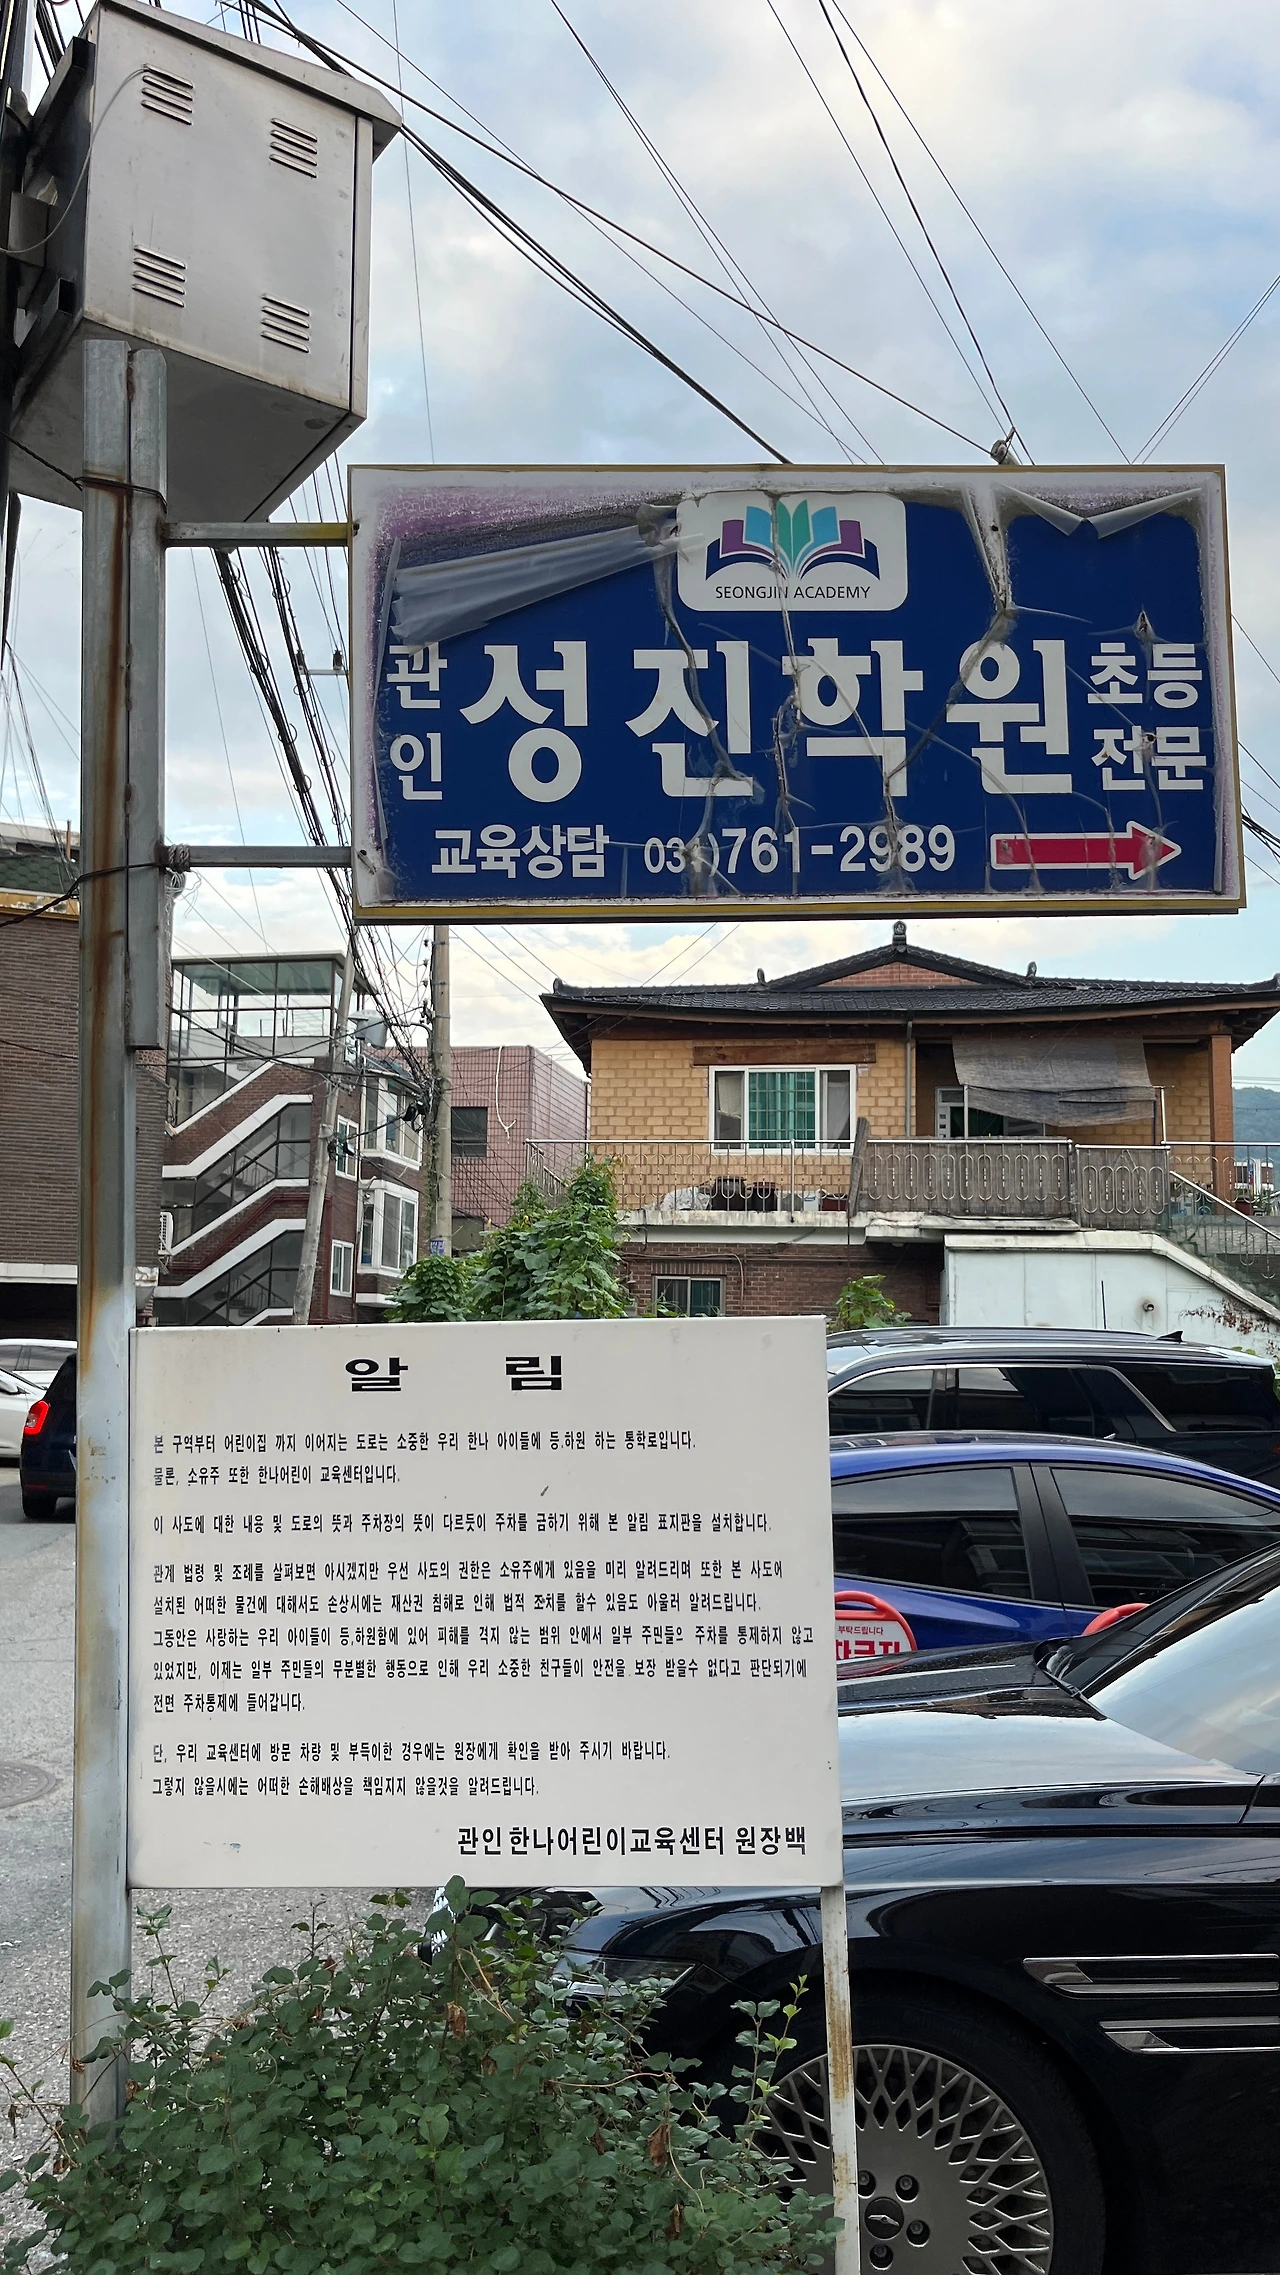 SEONGJIN ACADEMY
관인 성진학원 초등전문
교육상담 031)761-2989
알 림
본 구역부터 어린이집 까지 이어지는 도로는 소중한 우리 한나 아이들에 등.하원 하는 통학로입니다.
물론, 소유주 또한 한나어린이 교육센터입니다.
이 사도에 대한 내용 및 도로의 뜻과 주차장의 뜻이 다르듯이 주차를 금하기 위해 본 알림 표지판을 설치합니다.
관계 법령 및 조례를 살펴보면 아시겠지만 우선 사도의 권한은 소유주에게 있음을 미리 알려드리며 또한 본 사도에
설치된 어떠한 물건에 대해서도 손상시에는 재산권 침해로 인해 법적 조치를 할수 있음도 아울러 알려드립니다.
그동안은 사랑하는 우리 아이들이 등,하원함에 있어 피해를 격지 않는 범위 안에서 일부 주민들으 주차를 통제하지 않고
있었지만, 이제는 일부 주민들의 무분별한 행동으로 인해 우리 소중한 친구들이 안전을 보장 받을수 없다고 판단되기에
전면 주차통제에 들어갑니다.
단, 우리 교육센터에 방문 차량 및 부득이한 경우에는 원장에게 확인을 받아 주시기 바랍니다.
그렇지 않을시에는 어떠한 손해배상을 책임지지 않을것을 알려드립니다.
관인 한나어린이교육센터 원장백
부탁드립니다